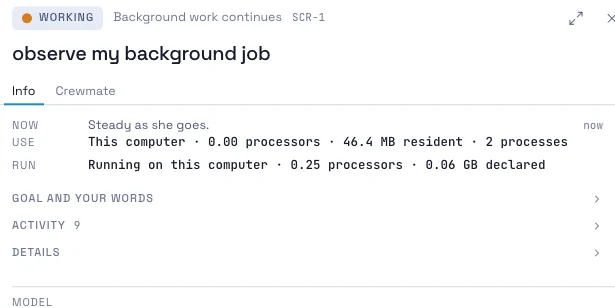 WORKING Background work continues SCR-1
observe my background job
Info Crewmate
NOW Steady as she goes. now
USE This computer · 0.00 processors · 46.4 MB resident · 2 processes
RUN Running on this computer · 0.25 processors · 0.06 GB declared
GOAL AND YOUR WORDS
ACTIVITY 9
DETAILS
MODEL